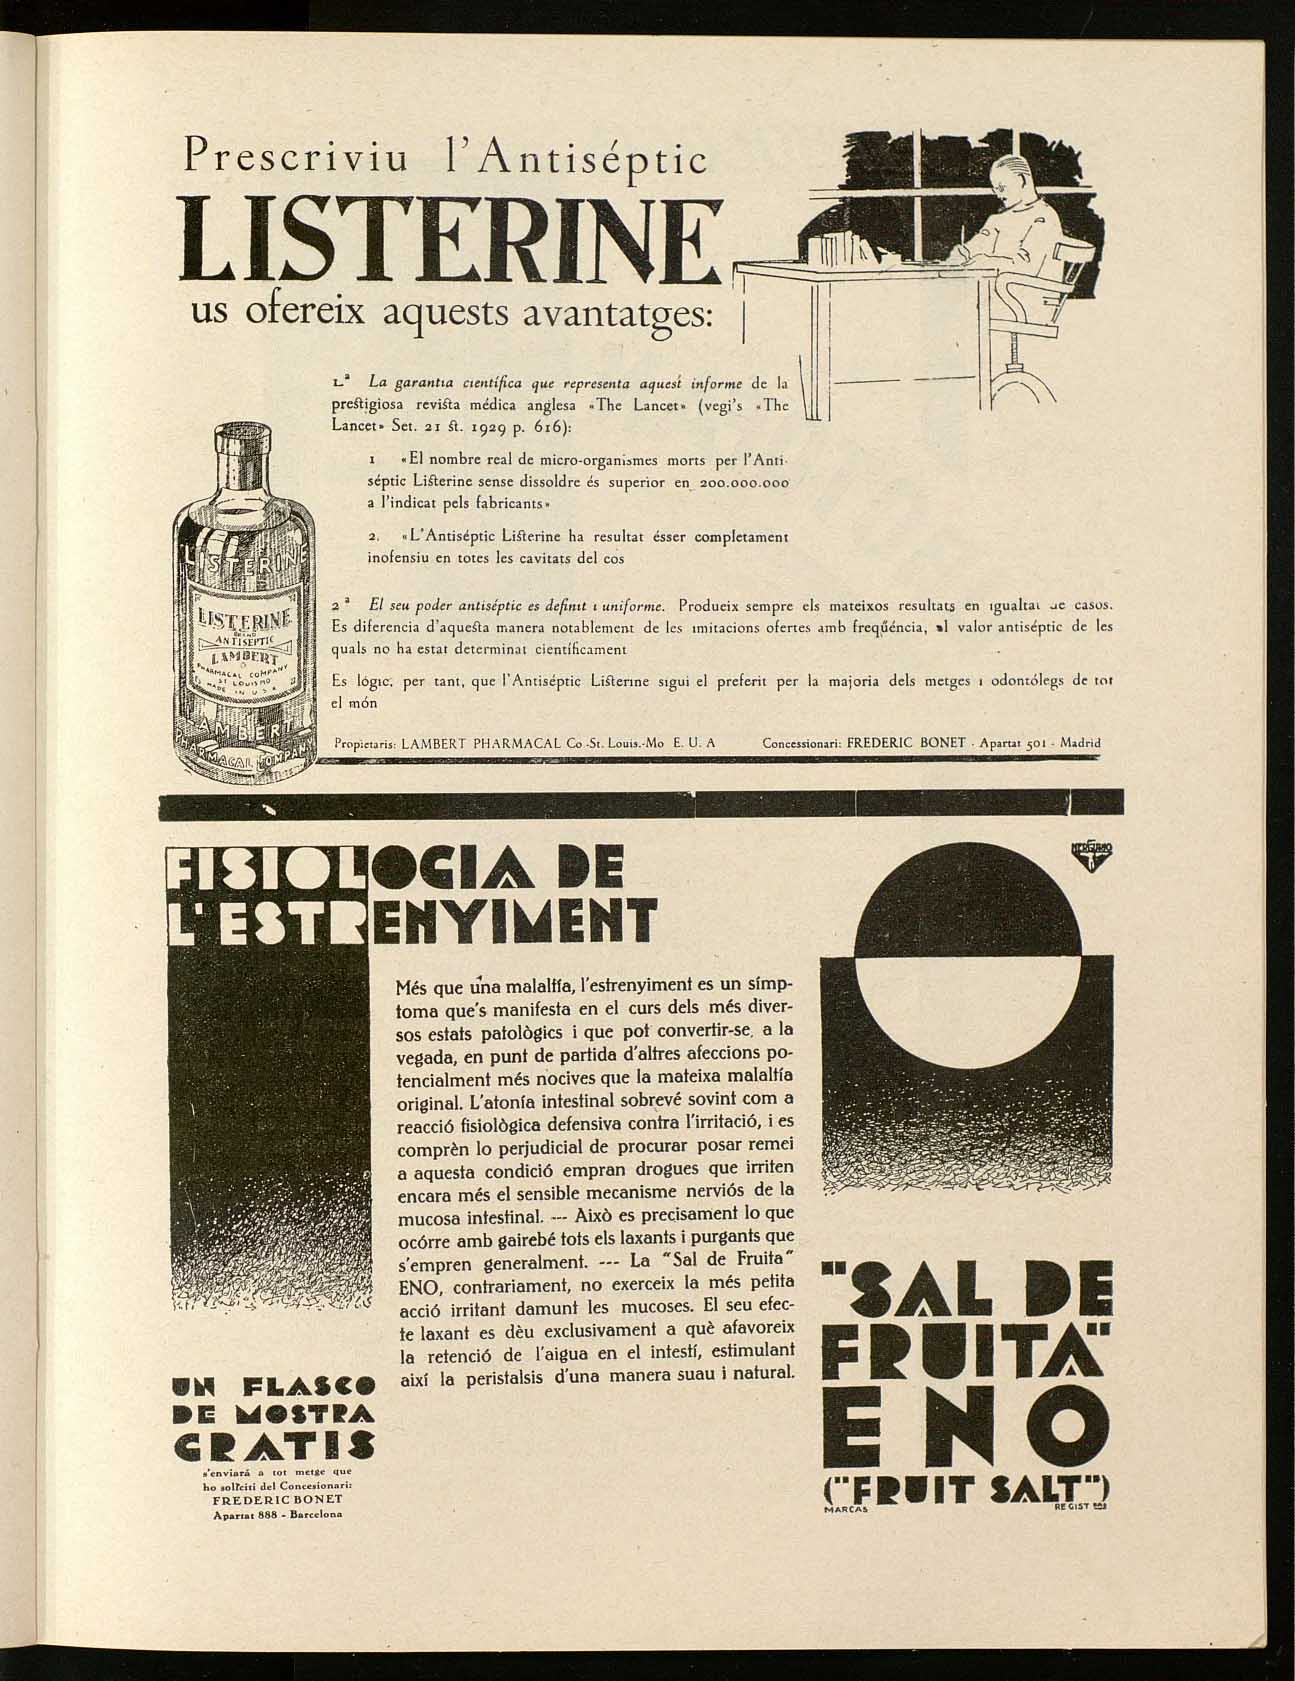 Prescriviu l'Antiséptic
LISTERINE
us ofereix aquests avantatges:
1.ª La garantia científica que representa aquest informe de la
prestigiosa revista médica anglesa «The Lancet» (vegi's «The
Lancet» Set. 21 st. 1929 p. 616):
1 «El nombre real de micro-organismes morts per l'Anti-
séptic Listerine sense dissoldre és superior en 200.000.000
a l'indicat pels fabricants»
2. «L'Antiséptic Listerine ha resultat ésser completament
inofensiu en totes les cavitats del cos
2ª El seu poder antiséptic es definit i uniforme. Produeix sempre els mateixos resultats en igualtat de casos.
Es diferencia d'aquesta manera notablement de les imitacions ofertes amb freqüéncia, el valor antiséptic de les
quals no ha estat determinat científicament
Es lógic, per tant, que l'Antiséptic Listerine sigui el preferit per la majoria dels metges i odontólegs de tot
el món
Propietaris: LAMBERT PHARMACAL Co.-St. Louis.-Mo E. U. A Concessionari: FREDERIC BONET - Apartat 501 - Madrid
LISTERINE
LISTERINE
BRAND
ANTISEPTIC
LAMBERT
PHARMACAL COMPANY
ST LOUIS MO
MADE IN U S A
LAMBERT
PHARMACAL COMPANY
FISIOLOGIA DE
L'ESTRENYIMENT
Més que una malaltía, l'estrenyiment es un símp-
toma que's manifesta en el curs dels més diver-
sos estats patològics i que pot convertir-se, a la
vegada, en punt de partida d'altres afeccions po-
tencialment més nocives que la mateixa malaltía
original. L'atonía intestinal sobrevé sovint com a
reacció fisiològica defensiva contra l'irritació, i es
comprèn lo perjudicial de procurar posar remei
a aquesta condició empran drogues que irriten
encara més el sensible mecanisme nerviós de la
mucosa intestinal. --- Això es precisament lo que
ocórre amb gairebé tots els laxants i purgants que
s'empren generalment. --- La "Sal de Fruita"
ENO, contrariament, no exerceix la més petita
acció irritant damunt les mucoses. El seu efec-
te laxant es dèu exclusivament a què afavoreix
la retenció de l'aigua en el intestí, estimulant
així la peristalsis d'una manera suau i natural.
UN FLASCO
DE MOSTRA
GRATIS
s'enviará a tot metge que
ho sol·liciti del Concesionari:
FREDERIC BONET
Apartat 888 - Barcelona
"SAL DE
FRUITA"
ENO
("FRUIT SALT")
MARCAS REGIST